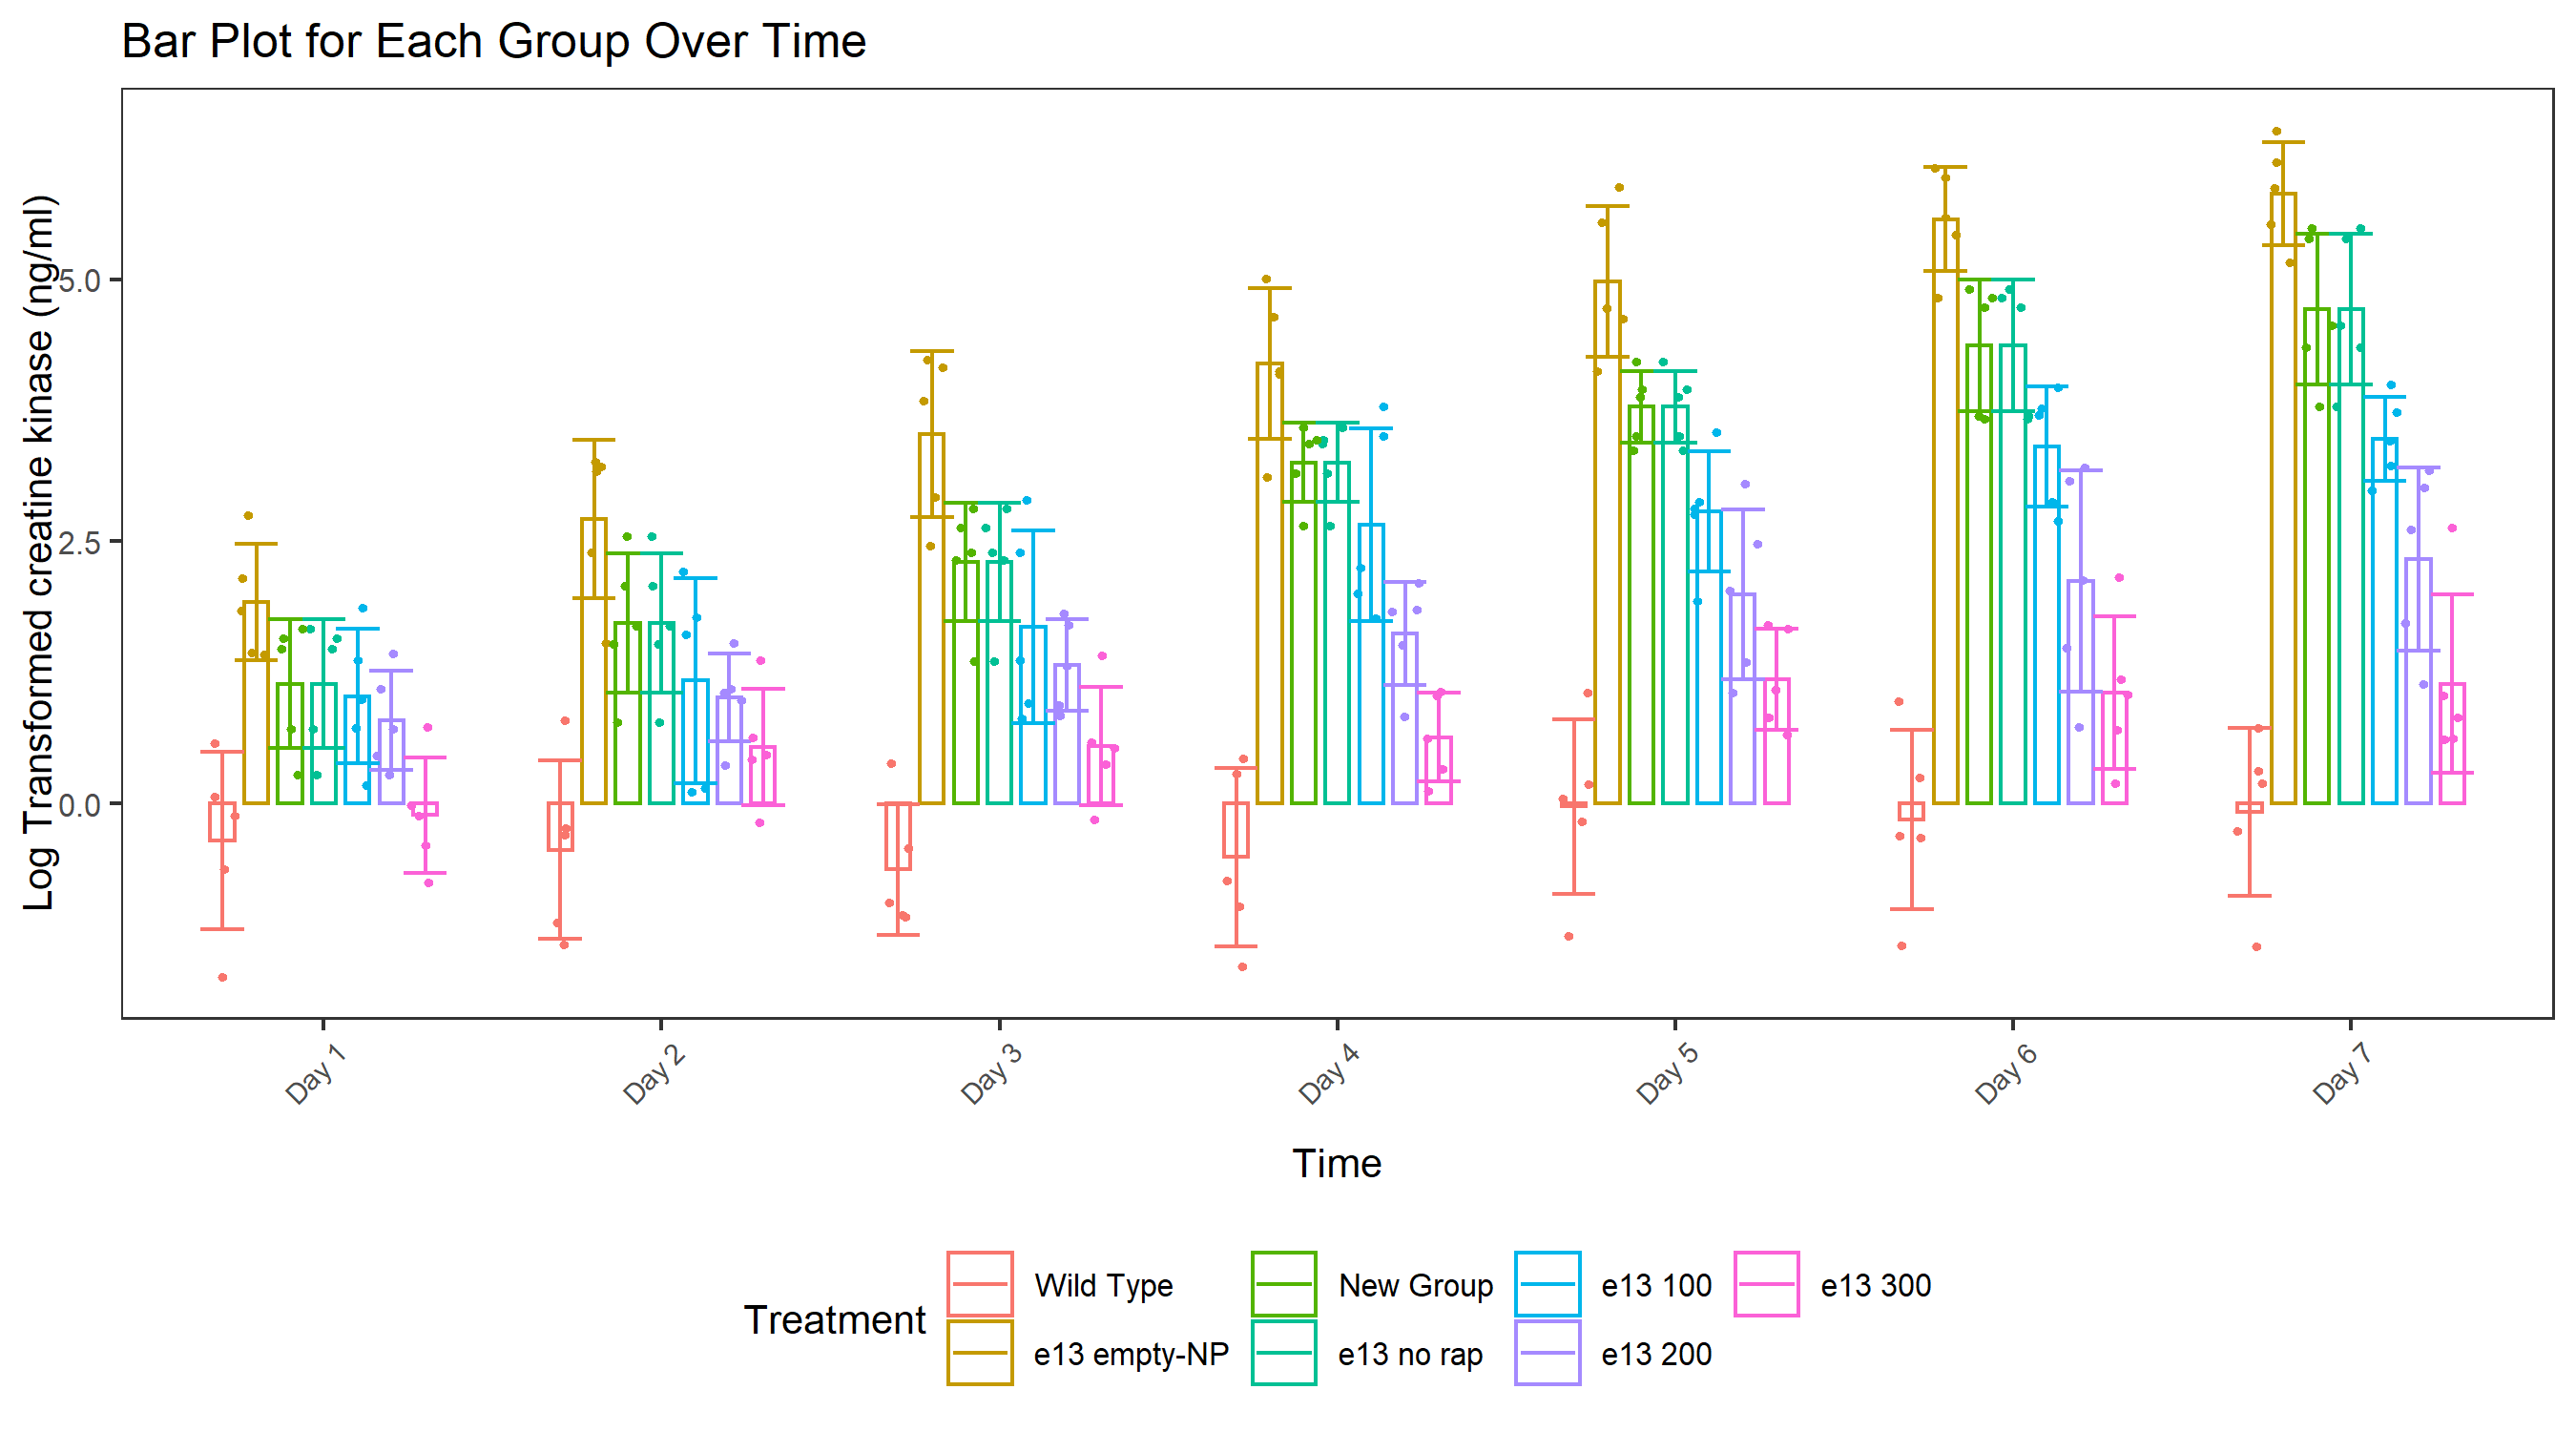 Bar Plot for Each Group Over Time
Log Transformed creatine kinase (ng/ml)
5.0
2.5
0.0
Day 1
Day 2
Day 3
Day 4
Day 5
Day 6
Day 7
Time
Treatment
Wild Type
e13 empty-NP
New Group
e13 no rap
e13 100
e13 200
e13 300